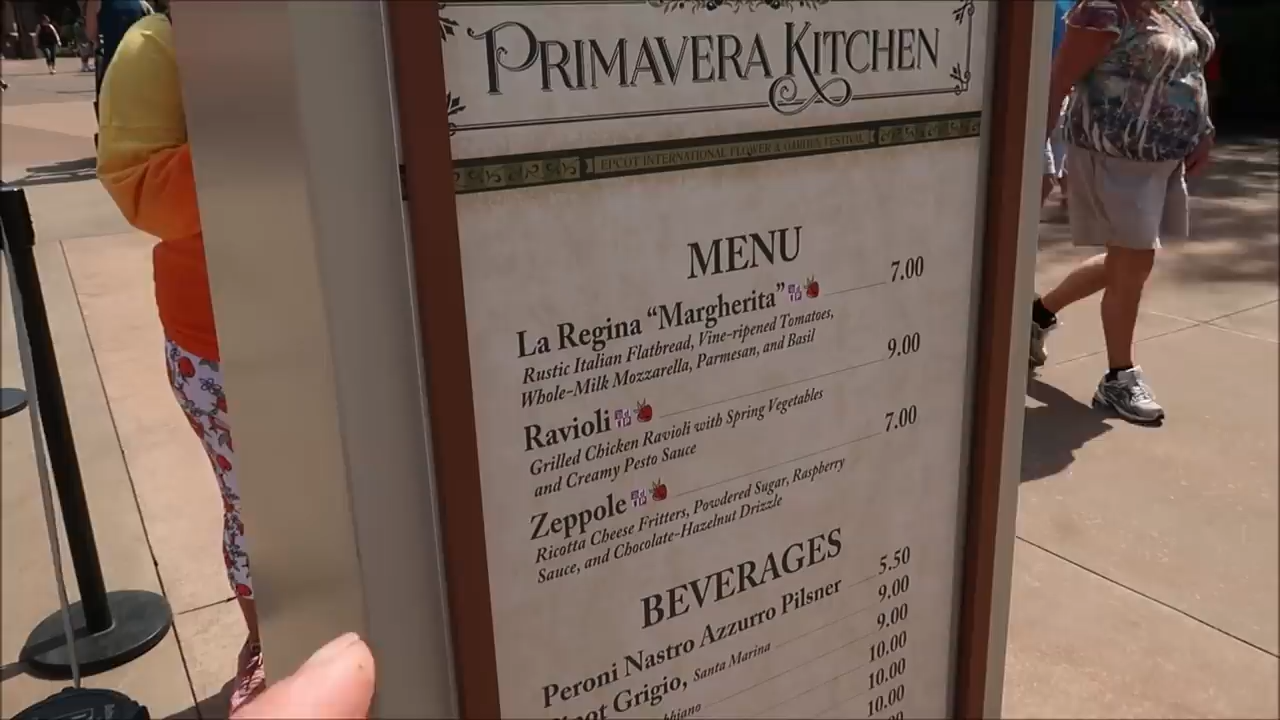 PRIMAVERA KITCHEN
EPCOT INTERNATIONAL FLOWER & GARDEN FESTIVAL
MENU
La Regina “Margherita” 7.00
Rustic Italian Flatbread, Vine-ripened Tomatoes,
Whole-Milk Mozzarella, Parmesan, and Basil
Ravioli 9.00
Grilled Chicken Ravioli with Spring Vegetables
and Creamy Pesto Sauce
Zeppole 7.00
Ricotta Cheese Fritters, Powdered Sugar, Raspberry
Sauce, and Chocolate-Hazelnut Drizzle
BEVERAGES
Peroni Nastro Azzurro Pilsner 5.50
Grigio, Santa Marina 9.00
9.00
10.00
10.00
10.00